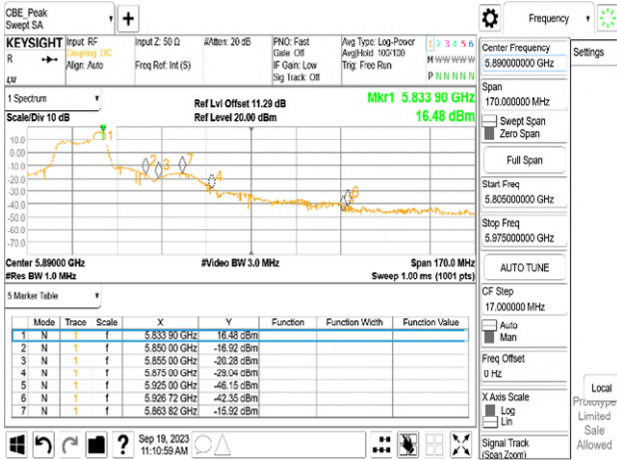 CBE_Peak
Swept SA
Frequency
KEYSIGHT Input: RF Input Z: 50 Ω #Atten: 20 dB PNO: Fast Avg Type: Log-Power 1 2 3 4 5 6
R Coupling: DC Gate: Off Avg|Hold: 100/100 M W W W W W
Align: Auto Freq Ref: Int (S) IF Gain: Low Trig: Free Run
Sig Track: Off P N N N N N
Center Frequency
5.890000000 GHz
Settings
1 Spectrum
Scale/Div 10 dB
Ref Lvl Offset 11.29 dB
Ref Level 20.00 dBm
Mkr1 5.833 90 GHz
16.48 dBm
10.0
0.00
-10.0
-20.0
-30.0
-40.0
-50.0
-60.0
-70.0
Center 5.89000 GHz #Video BW 3.0 MHz Span 170.0 MHz
#Res BW 1.0 MHz Sweep 1.00 ms (1001 pts)
Span
170.000000 MHz
Swept Span
Zero Span
Full Span
Start Freq
5.805000000 GHz
Stop Freq
5.975000000 GHz
AUTO TUNE
CF Step
17.000000 MHz
Auto
Man
Freq Offset
0 Hz
X Axis Scale
Log
Lin
Signal Track
(Span Zoom)
Local
Prototype
Limited
Sale
Allowed
5 Marker Table
Mode Trace Scale X Y Function Function Width Function Value
1 N 1 f 5.833 90 GHz 16.48 dBm
2 N 1 f 5.850 00 GHz -16.92 dBm
3 N 1 f 5.855 00 GHz -20.28 dBm
4 N 1 f 5.875 00 GHz -29.04 dBm
5 N 1 f 5.925 00 GHz -46.15 dBm
6 N 1 f 5.926 72 GHz -42.35 dBm
7 N 1 f 5.863 82 GHz -15.92 dBm
Sep 19, 2023
11:10:59 AM